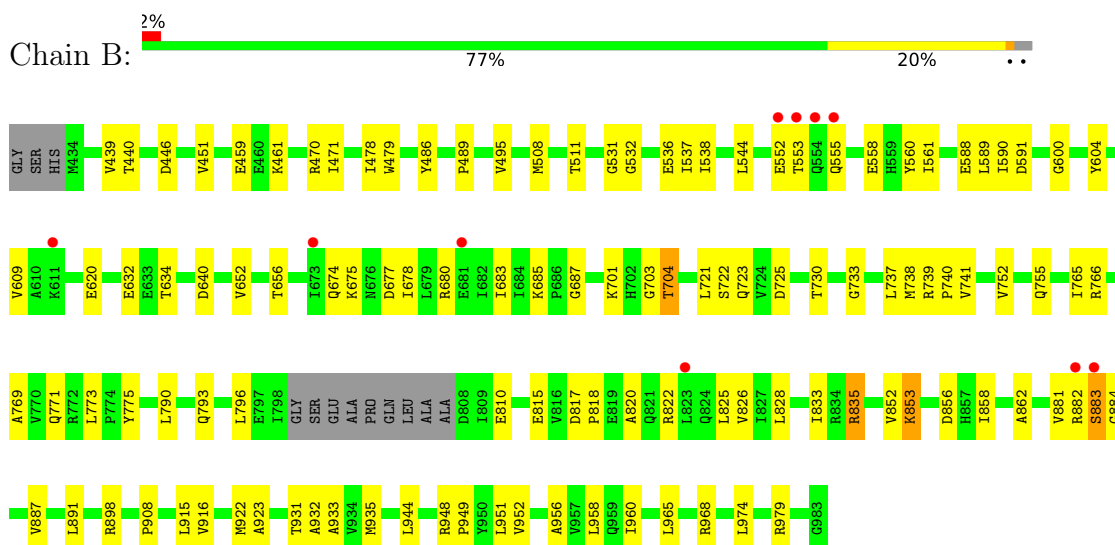 2%
Chain B:
77% 20% • •
GLY SER HIS M434 V439 T440 D446 V451 E459 E460 K461 R470 I471 I478 W479 Y486 P489 V495 M508 T511 G531 G532 E536 I537 I538 L544 E552 T553 Q554 Q555 E558 H559 Y560 I561 E588 L589 I590 D591 G600 Y604
V609 A610 K611 E620 E632 E633 T634 D640 V652 T656 I673 Q674 K675 N676 D677 I678 L679 R680 E681 I682 I683 I684 K685 P686 G687 K701 H702 G703 T704 L721 S722 Q723 V724 D725 T730 G733 L737 M738 R739 P740 V741 V752 Q755 I765 R766
A769 V770 Q771 R772 L773 P774 Y775 L790 Q793 L796 E797 I798 GLY SER GLU ALA PRO GLN LEU ALA ALA D808 I809 E810 E815 V816 D817 P818 E819 A820 Q821 R822 L823 Q824 L825 V826 I827 L828 I833 R834 R835 V852 K853 D856 H857 I858 A862 V881 R882 S883 G884
V887 L891 R898 P908 L915 V916 M922 A923 T931 A932 A933 V934 M935 L944 R948 P949 Y950 L951 V952 A956 V957 L958 Q959 I960 L965 R968 L974 R979 G983